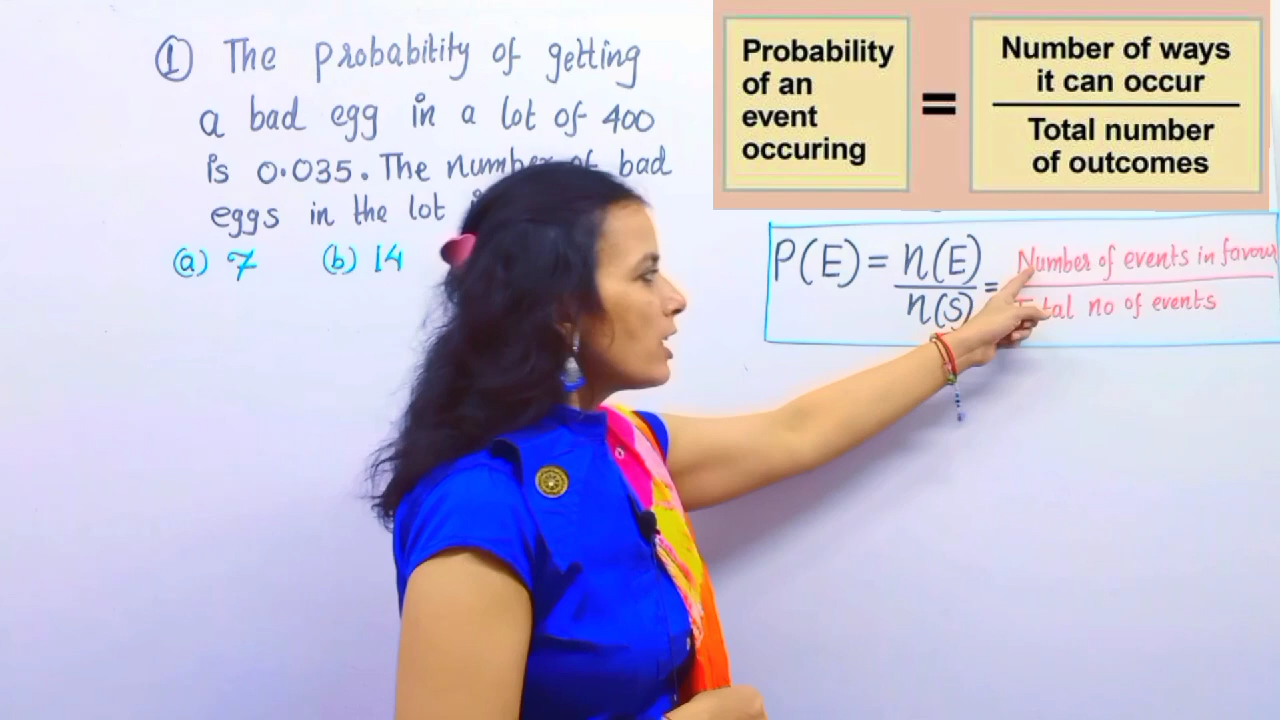 ① The probability of getting
a bad egg in a lot of 400
is 0.035. The number of bad
eggs in the lot
(a) 7 (b) 14
Probability
of an
event
occuring
=
Number of ways
it can occur
Total number
of outcomes
P(E) = n(E) / n(S) = Number of events in favour
Total no of events